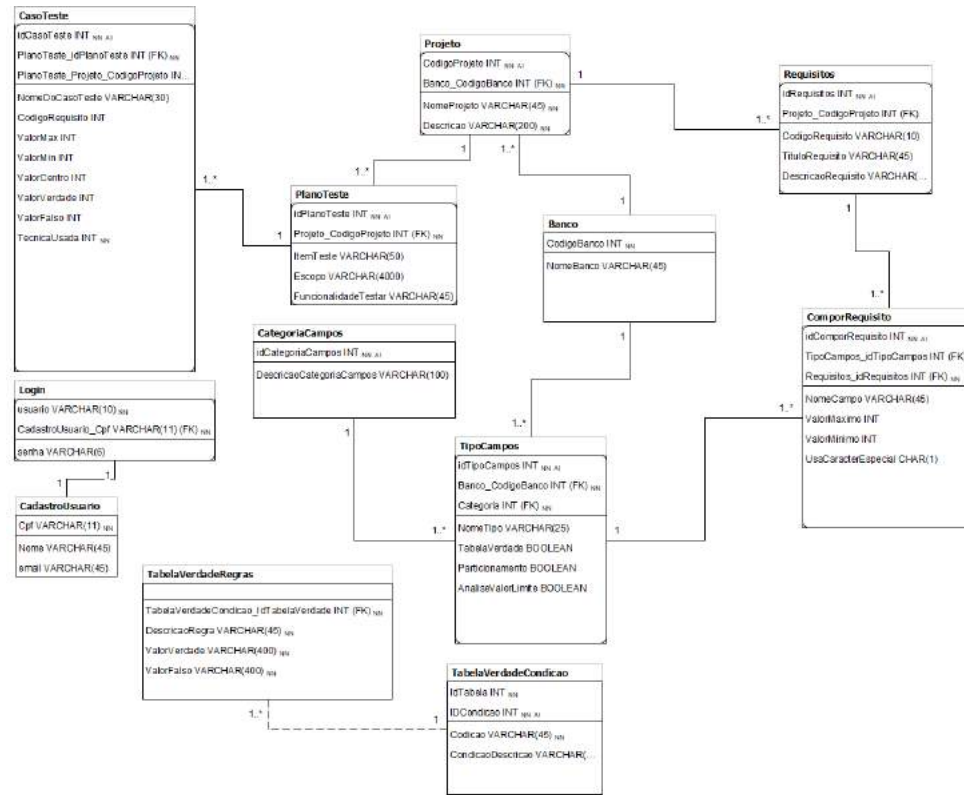 CasoTeste
idCasoTeste INT NN AI
PlanoTeste_idPlanoTeste INT (FK) NN
PlanoTeste_Projeto_CodigoProjeto IN...
NomeDoCasoTeste VARCHAR(30)
CodigoRequisito INT
ValorMax INT
ValorMin INT
ValorCentro INT
ValorVerdade INT
ValorFalso INT
TecnicaUsada INT NN
Projeto
CodigoProjeto INT NN AI
Banco_CodigoBanco INT (FK) NN
NomeProjeto VARCHAR(45) NN
Descricao VARCHAR(200) NN
Requisitos
idRequisitos INT NN AI
Projeto_CodigoProjeto INT (FK)
CodigoRequisito VARCHAR(10)
TituloRequisito VARCHAR(45)
DescricaoRequisito VARCHAR(...
1
1..*
1
1..*
1..*
1
1..*
1
PlanoTeste
idPlanoTeste INT NN AI
Projeto_CodigoProjeto INT (FK) NN
ItemTeste VARCHAR(50)
Escopo VARCHAR(4000)
FuncionalidadeTestar VARCHAR(45)
1
Banco
CodigoBanco INT NN
NomeBanco VARCHAR(45)
1
1
1..*
CategoriaCampos
idCategoriaCampos INT NN AI
DescricaoCategoriaCampos VARCHAR(100)
ComporRequisito
idComporRequisito INT NN AI
TipoCampos_idTipoCampos INT (FK
Requisitos_idRequisitos INT (FK) NN
NomeCampo VARCHAR(45)
ValorMaximo INT
ValorMinimo INT
UsaCaracterEspecial CHAR(1)
Login
usuario VARCHAR(10) NN
CadastroUsuario_Cpf VARCHAR(11) (FK) NN
senha VARCHAR(6)
1
1
1
1..*
1..*
1..*
1
TipoCampos
idTipoCampos INT NN AI
Banco_CodigoBanco INT (FK) NN
Categoria INT (FK) NN
NomeTipo VARCHAR(25)
TabelaVerdade BOOLEAN
Particionamento BOOLEAN
AnaliseValorLimite BOOLEAN
CadastroUsuario
Cpf VARCHAR(11) NN
Nome VARCHAR(45)
email VARCHAR(45)
TabelaVerdadeRegras
TabelaVerdadeCondicao_IdTabelaVerdade INT (FK) NN
DescricaoRegra VARCHAR(45) NN
ValorVerdade VARCHAR(400) NN
ValorFalso VARCHAR(400) NN
1..*
1
TabelaVerdadeCondicao
IdTabela INT NN
IDCondicao INT NN AI
Codicao VARCHAR(45) NN
CondicaoDescricao VARCHAR(...